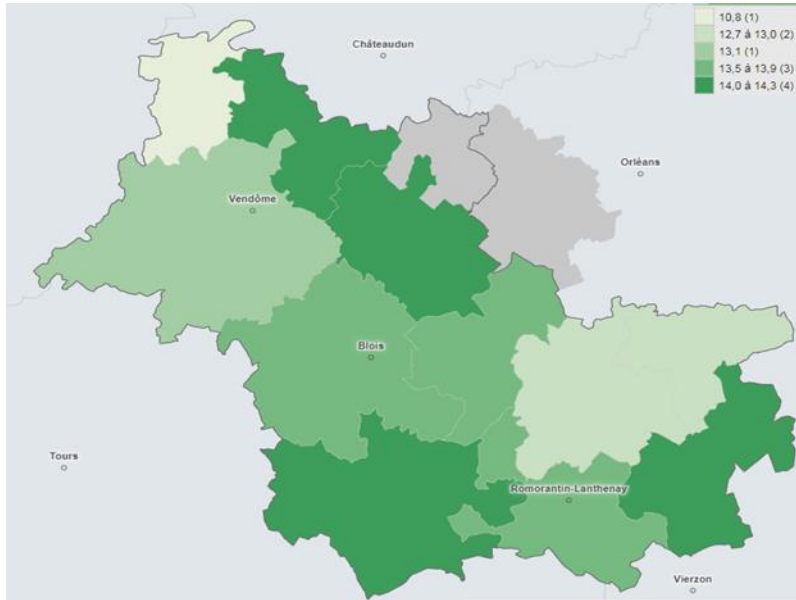 10,8 (1)
12,7 à 13,0 (2)
13,1 (1)
13,5 à 13,9 (3)
14,0 à 14,3 (4)
Châteaudun
Orléans
Vendôme
Blois
Tours
Romorantin-Lanthenay
Vierzon